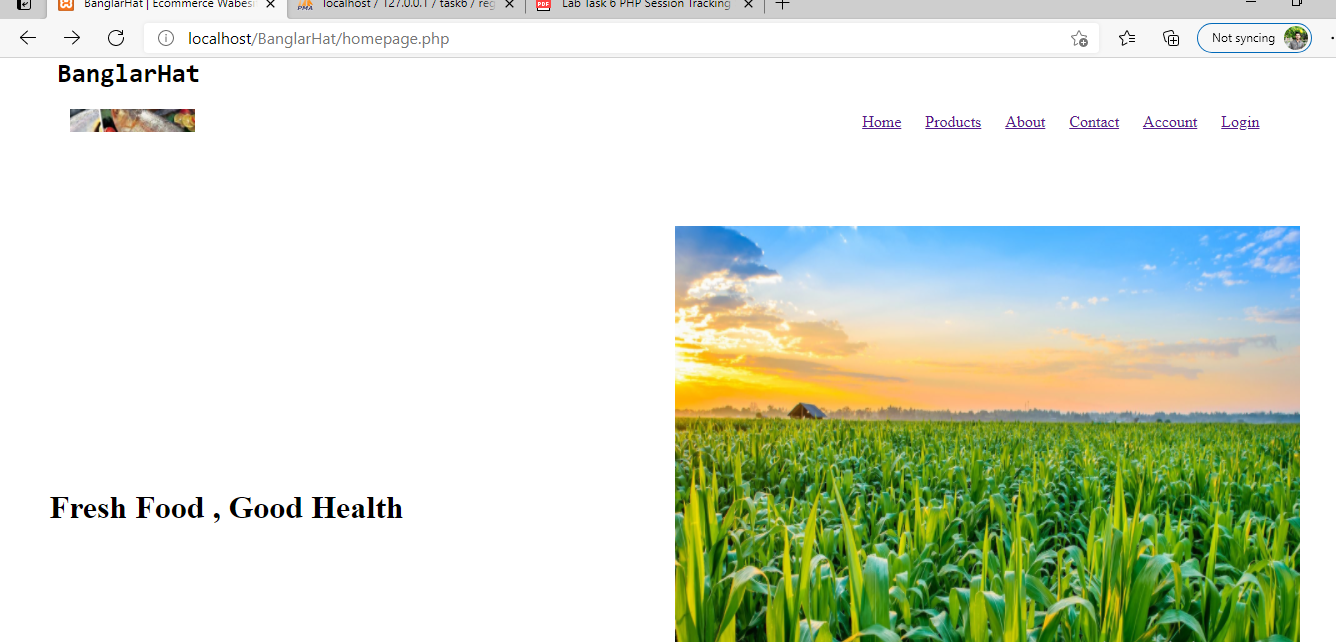 BanglarHat | Ecommerce Wabesi
localhost / 127.0.0.1 / task6 / reg
PDF Lab Task 6 PHP Session Tracking
localhost/BanglarHat/homepage.php
Not syncing
BanglarHat
Home Products About Contact Account Login
Fresh Food , Good Health